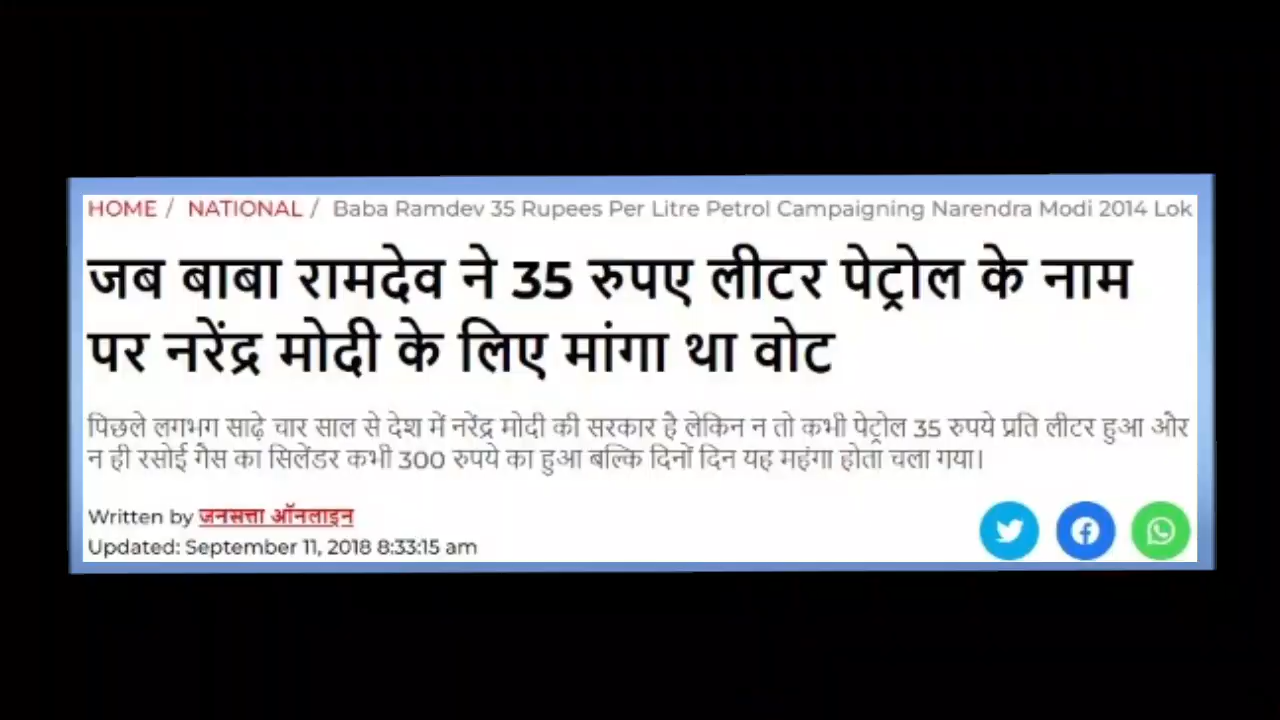 HOME / NATIONAL / Baba Ramdev 35 Rupees Per Litre Petrol Campaigning Narendra Modi 2014 Lok
जब बाबा रामदेव ने 35 रुपए लीटर पेट्रोल के नाम
पर नरेंद्र मोदी के लिए मांगा था वोट
पिछले लगभग साढ़े चार साल से देश में नरेंद्र मोदी की सरकार है लेकिन न तो कभी पेट्रोल 35 रुपये प्रति लीटर हुआ और
न ही रसोई गैस का सिलेंडर कभी 300 रुपये का हुआ बल्कि दिनों दिन यह महंगा होता चला गया।
Written by जनसत्ता ऑनलाइन
Updated: September 11, 2018 8:33:15 am